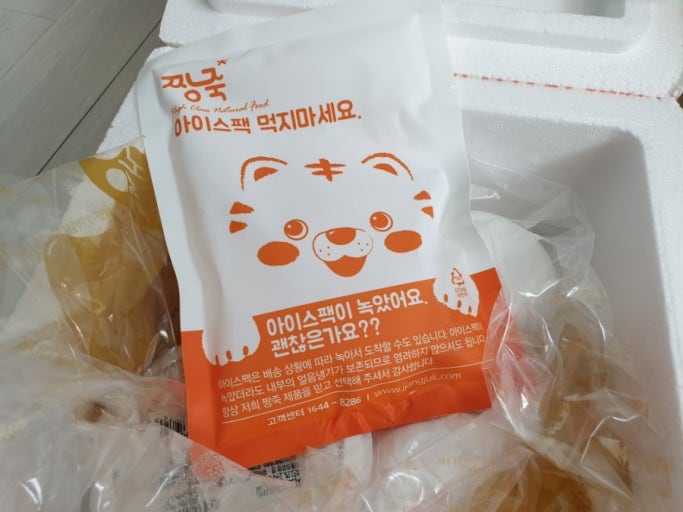 짱죽
High Class Natural Food
아이스팩 먹지마세요.
아이스팩이 녹았어요.
괜찮은가요??
아이스팩은 배송 상황에 따라 녹아서 도착할 수도 있습니다. 아이스팩이
녹았더라도 내부의 얼음냉기가 보존되므로 염려하지 않으셔도 됩니다.
항상 저희 짱죽 제품을 믿고 선택해 주셔서 감사합니다.
고객센터 1644 - 8286 | www.jjangjuk.com